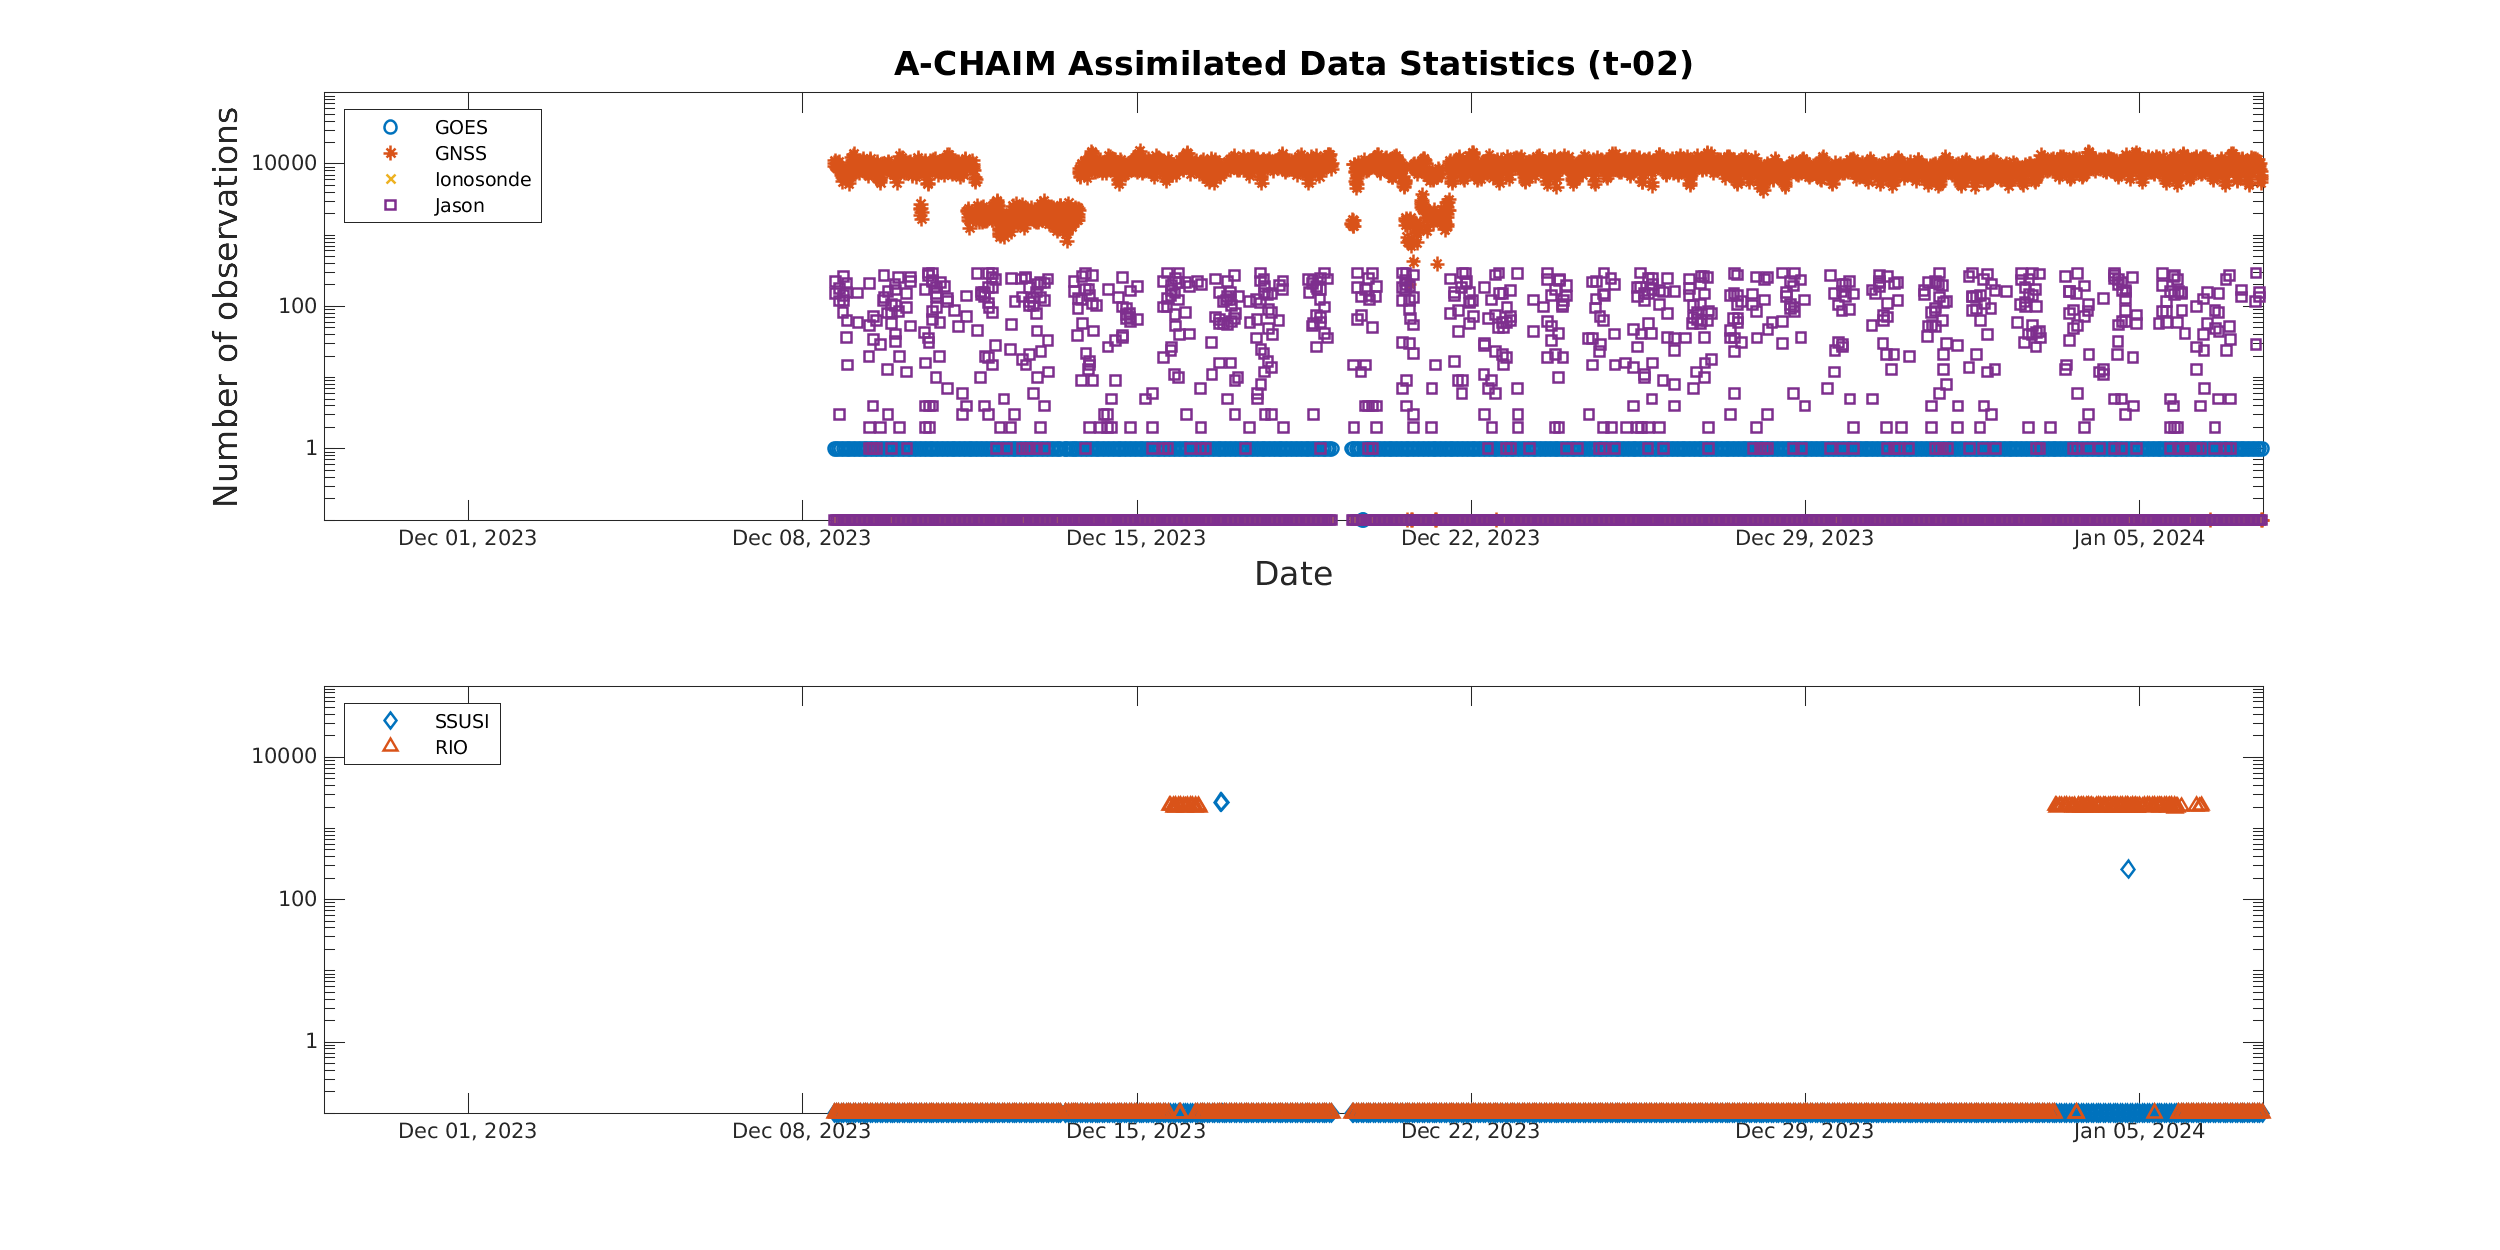 A-CHAIM Assimilated Data Statistics (t-02)
Number of observations
10000
100
1
GOES
GNSS
Ionosonde
Jason
Dec 01, 2023
Dec 08, 2023
Dec 15, 2023
Dec 22, 2023
Dec 29, 2023
Jan 05, 2024
Date
10000
100
1
SSUSI
RIO
Dec 01, 2023
Dec 08, 2023
Dec 15, 2023
Dec 22, 2023
Dec 29, 2023
Jan 05, 2024